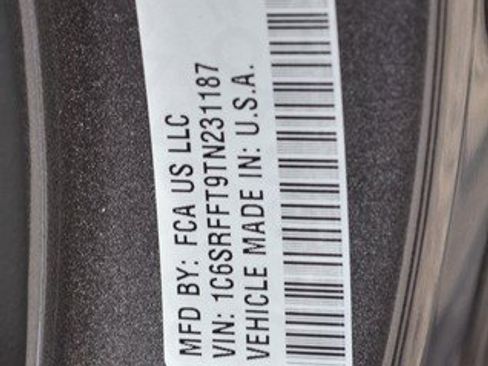 MFD BY: FCA US LLC
VIN: 1C6SRFFT9TN231187
VEHICLE MADE IN: U.S.A.